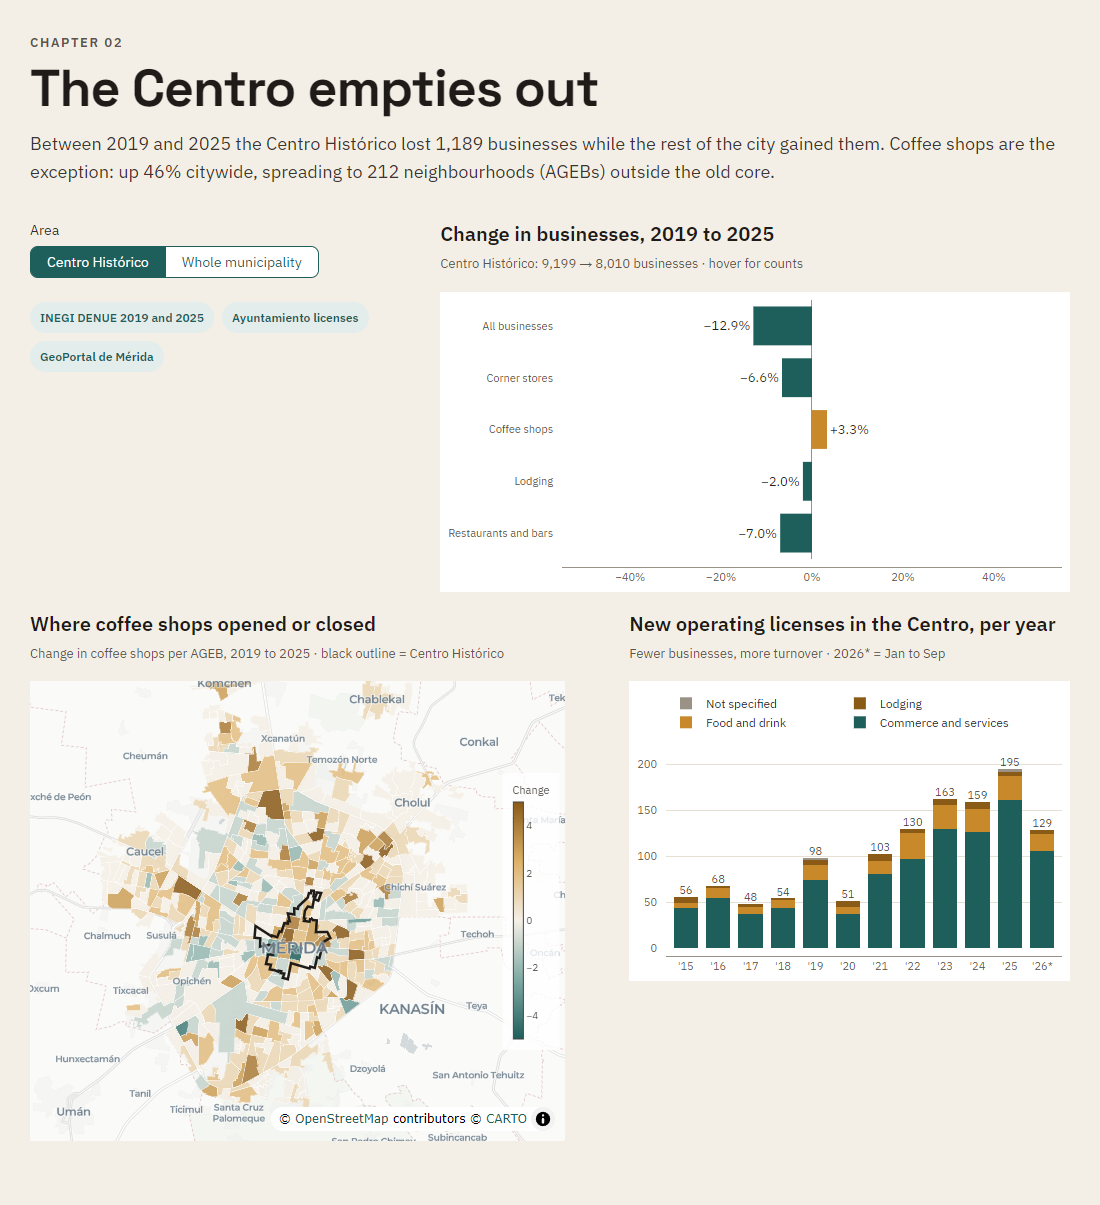 CHAPTER 02
The Centro empties out
Between 2019 and 2025 the Centro Histórico lost 1,189 businesses while the rest of the city gained them. Coffee shops are the
exception: up 46% citywide, spreading to 212 neighbourhoods (AGEBs) outside the old core.
Area
Centro Histórico
Whole municipality
INEGI DENUE 2019 and 2025
Ayuntamiento licenses
GeoPortal de Mérida
Change in businesses, 2019 to 2025
Centro Histórico: 9,199 → 8,010 businesses · hover for counts
All businesses
−12.9%
Corner stores
−6.6%
Coffee shops
+3.3%
Lodging
−2.0%
Restaurants and bars
−7.0%
−40%
−20%
0%
20%
40%
Where coffee shops opened or closed
Change in coffee shops per AGEB, 2019 to 2025 · black outline = Centro Histórico
Komchen
Chablekal
Tek
Xcanatún
Conkal
Cheumán
Temozón Norte
xché de Peón
Cholul
Change
4
2
0
−2
−4
Caucel
Chichí Suárez
Chalmuch
Susulá
MÉRIDA
Techoh
Oncán
Opichén
Oxcum
Tixcacal
KANASÍN
Teya
Hunxectamán
Dzoyolá
San Antonio Tehuitz
Tanil
Umán
Ticimul
Santa Cruz
Palomeque
© OpenStreetMap contributors © CARTO
San Pedro Chimay
Subincancab
New operating licenses in the Centro, per year
Fewer businesses, more turnover · 2026* = Jan to Sep
Not specified
Lodging
Food and drink
Commerce and services
200
150
100
50
0
56
68
48
54
98
51
103
130
163
159
195
129
'15
'16
'17
'18
'19
'20
'21
'22
'23
'24
'25
'26*